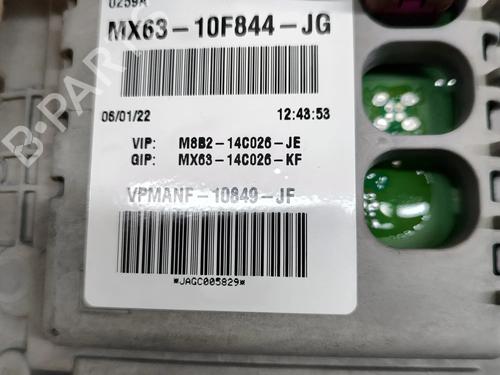 0259A
MX63-10F844-JG
06/01/22 12:43:53
VIP: M8B2-14C026-JE
GIP: MX63-14C026-KF
VPMANF-10849-JF
*JAGC005829*